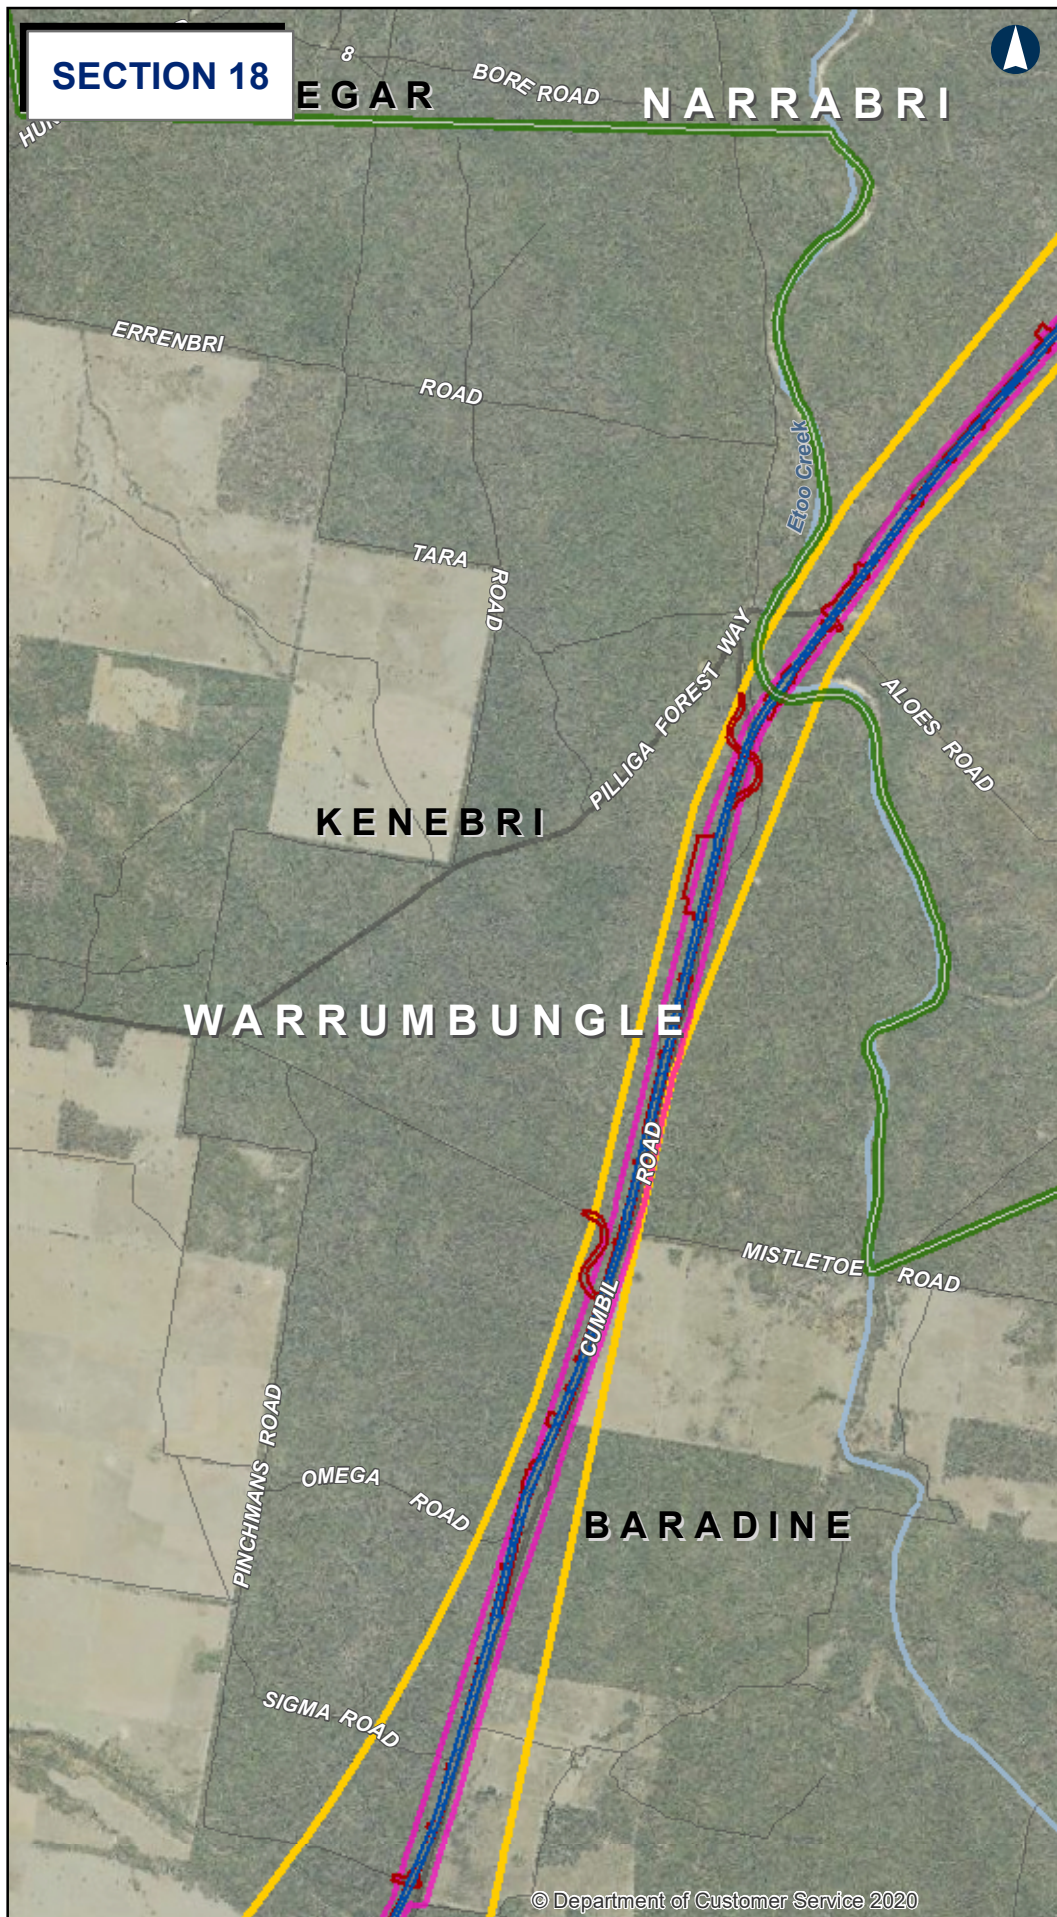 SECTION 18
8
BORE ROAD
EGAR
NARRABRI
ERRENBRI
ROAD
Etoo Creek
TARA
ROAD
PILLIGA FOREST WAY
ALOES ROAD
KENEBRI
WARRUMBUNGLE
ROAD
MISTLETOE ROAD
CUMBIL
PINCHMANS ROAD
OMEGA
ROAD
BARADINE
SIGMA ROAD
© Department of Customer Service 2020